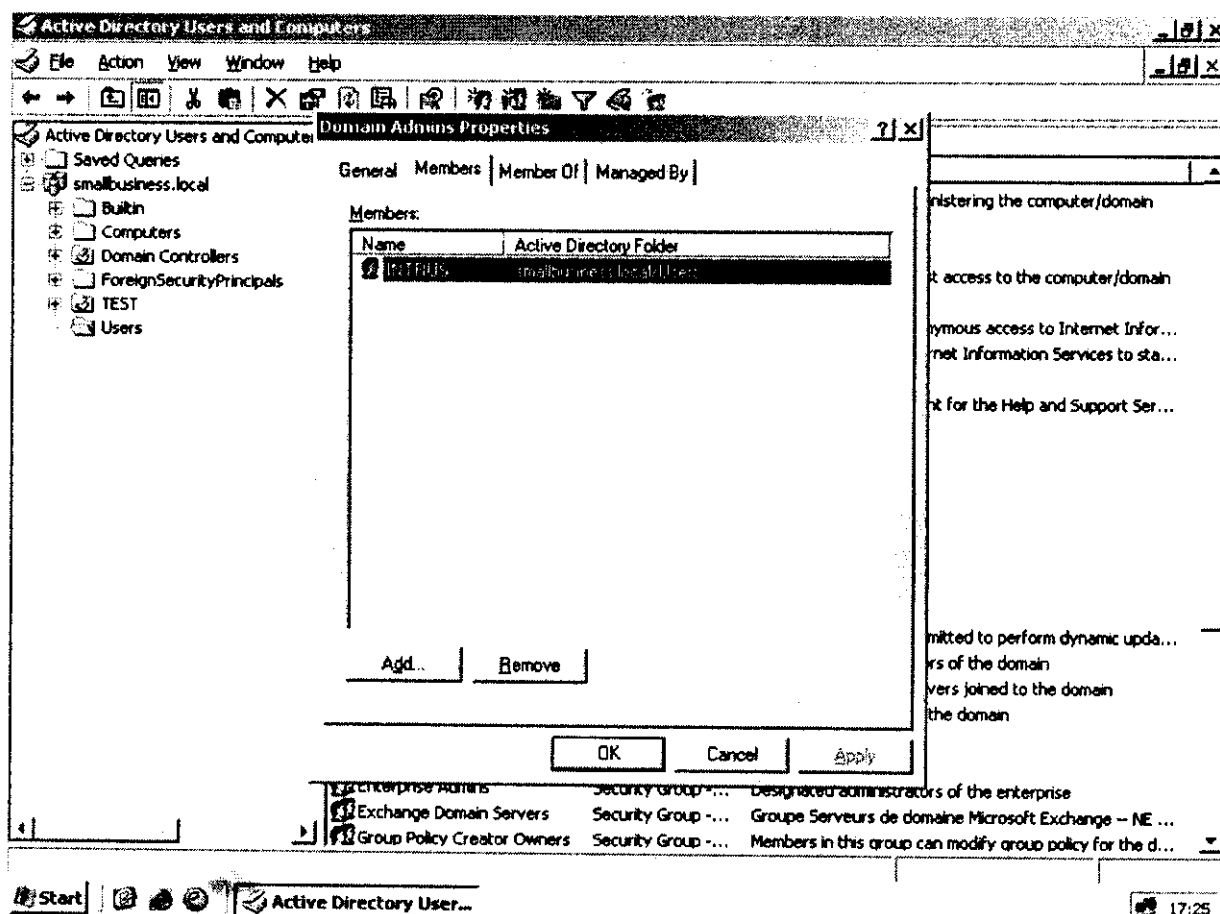 Active Directory Users and Computers
File Action View Window Help
Active Directory Users and Computer
Saved Queries
smallbusiness.local
Builtin
Computers
Domain Controllers
ForeignSecurityPrincipals
TEST
Users
Domain Admins Properties
General Members Member Of Managed By
Members:
Name Active Directory Folder
INTRUS smallbusiness.local/Users
Add... Remove
OK Cancel Apply
nistering the computer/domain
t access to the computer/domain
nymous access to Internet Infor...
rnet Information Services to sta...
nt for the Help and Support Ser...
mitted to perform dynamic upda...
rs of the domain
vers joined to the domain
the domain
Enterprise Admins Security Group -... Designated administrators of the enterprise
Exchange Domain Servers Security Group -... Groupe Serveurs de domaine Microsoft Exchange – NE ...
Group Policy Creator Owners Security Group -... Members in this group can modify group policy for the d...
Start Active Directory User... 17:25